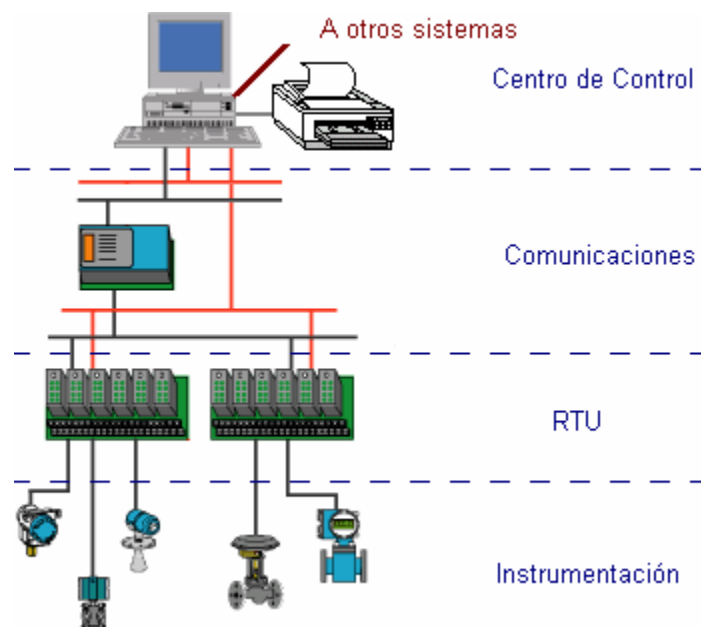 A otros sistemas
Centro de Control
Comunicaciones
RTU
Instrumentación